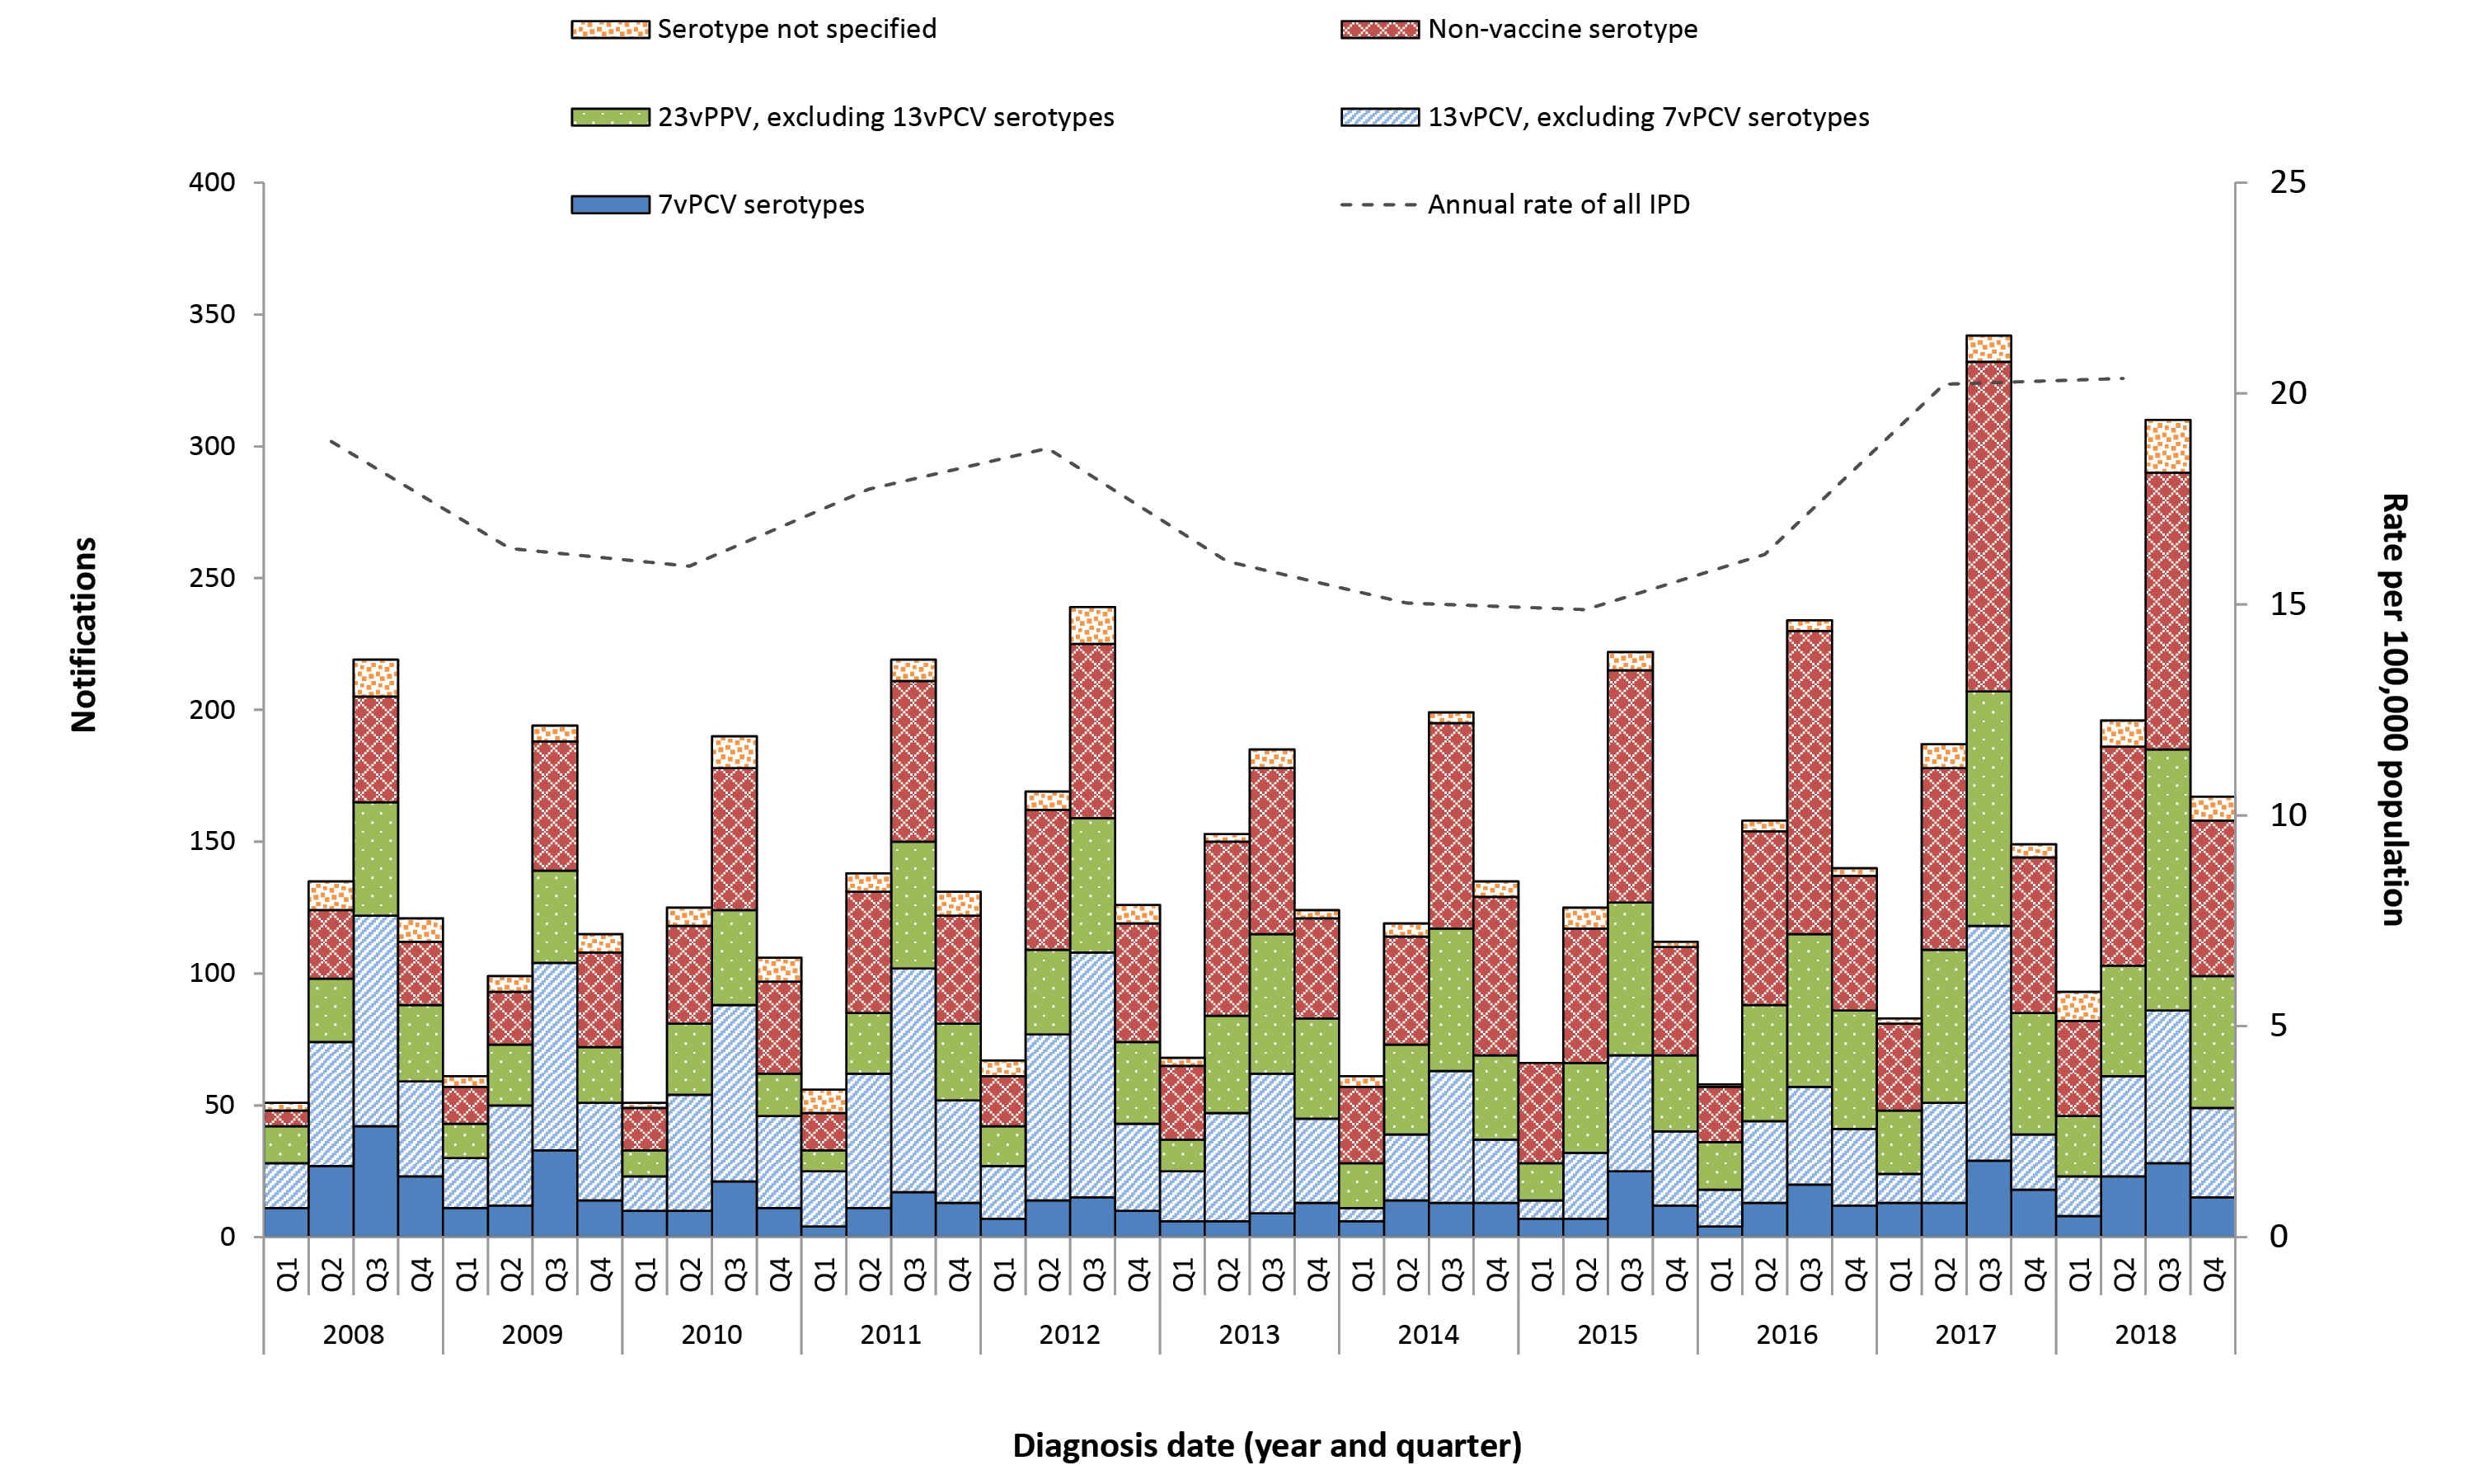 Serotype not specified
Non-vaccine serotype
23vPPV, excluding 13vPCV serotypes
13vPCV, excluding 7vPCV serotypes
7vPCV serotypes
Annual rate of all IPD
400
350
300
250
200
150
100
50
0
Notifications
25
20
15
10
5
0
Rate per 100,000 population
Q1 Q2 Q3 Q4 Q1 Q2 Q3 Q4 Q1 Q2 Q3 Q4 Q1 Q2 Q3 Q4 Q1 Q2 Q3 Q4 Q1 Q2 Q3 Q4 Q1 Q2 Q3 Q4 Q1 Q2 Q3 Q4 Q1 Q2 Q3 Q4 Q1 Q2 Q3 Q4 Q1 Q2 Q3 Q4
2008 2009 2010 2011 2012 2013 2014 2015 2016 2017 2018
Diagnosis date (year and quarter)